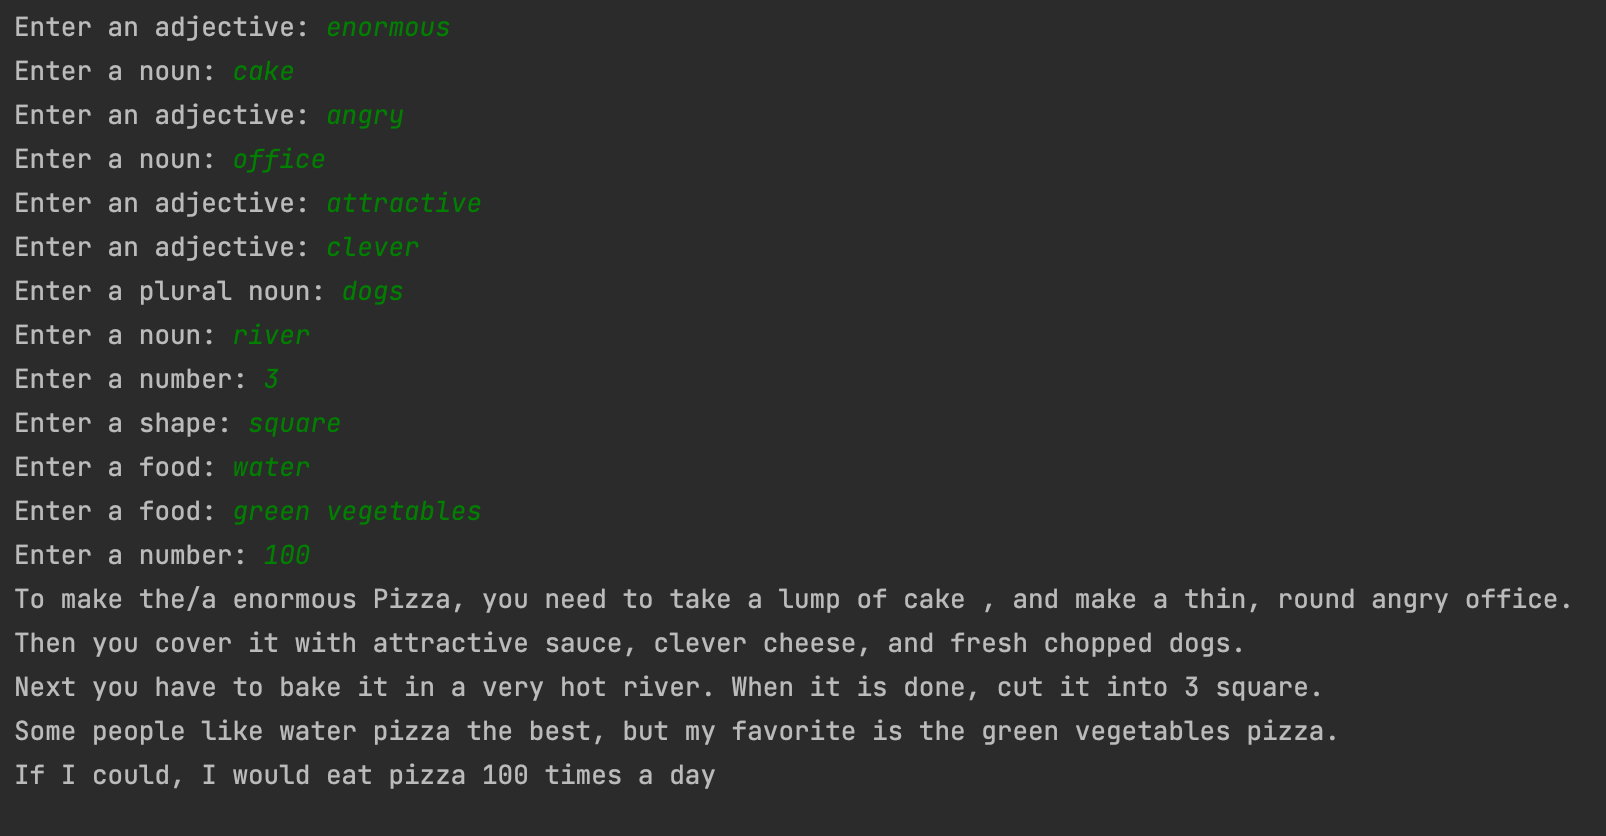 Enter an adjective: enormous
Enter a noun: cake
Enter an adjective: angry
Enter a noun: office
Enter an adjective: attractive
Enter an adjective: clever
Enter a plural noun: dogs
Enter a noun: river
Enter a number: 3
Enter a shape: square
Enter a food: water
Enter a food: green vegetables
Enter a number: 100
To make the/a enormous Pizza, you need to take a lump of cake , and make a thin, round angry office.
Then you cover it with attractive sauce, clever cheese, and fresh chopped dogs.
Next you have to bake it in a very hot river. When it is done, cut it into 3 square.
Some people like water pizza the best, but my favorite is the green vegetables pizza.
If I could, I would eat pizza 100 times a day